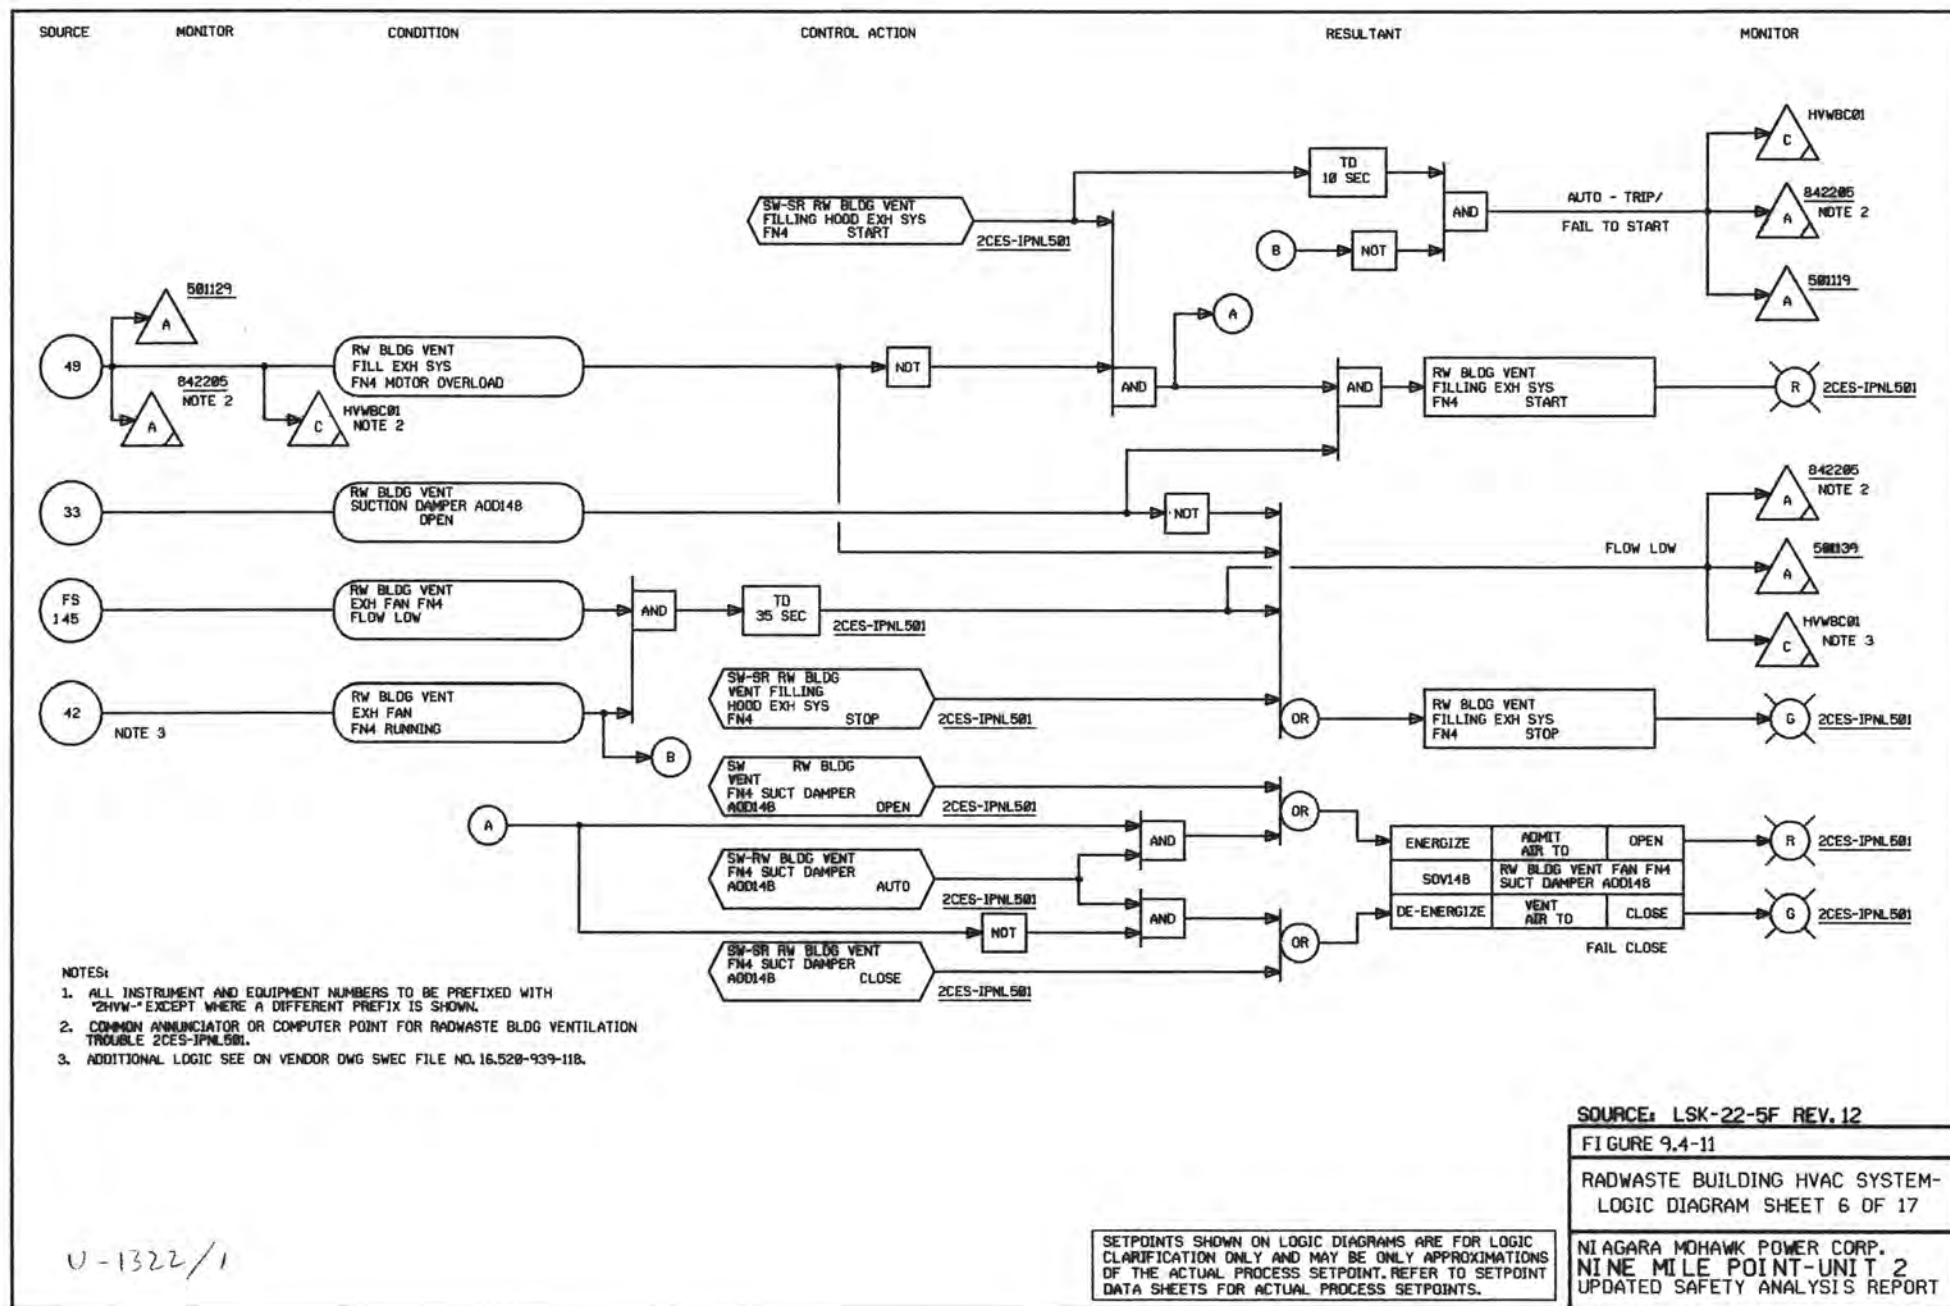 SOURCE MONITOR CONDITION CONTROL ACTION RESULTANT MONITOR
HVWBC01
C
TD
10 SEC
SW-SR RW BLDG VENT
FILLING HOOD EXH SYS
FN4 START
2CES-IPNL501
AND
AUTO - TRIP/
FAIL TO START
842205
NOTE 2
A
B
NOT
501119
A
501129
A
A
49
RW BLDG VENT
FILL EXH SYS
FN4 MOTOR OVERLOAD
NOT
AND
AND
RW BLDG VENT
FILLING EXH SYS
FN4 START
R
2CES-IPNL501
842205
NOTE 2
A
HVWBC01
NOTE 2
C
33
RW BLDG VENT
SUCTION DAMPER AOD148
OPEN
NOT
842205
NOTE 2
A
FLOW LOW
501139
A
FS
145
RW BLDG VENT
EXH FAN FN4
FLOW LOW
AND
TD
35 SEC
2CES-IPNL501
HVWBC01
NOTE 3
C
42
NOTE 3
RW BLDG VENT
EXH FAN
FN4 RUNNING
B
SW-SR RW BLDG
VENT FILLING
HOOD EXH SYS
FN4 STOP
2CES-IPNL501
OR
RW BLDG VENT
FILLING EXH SYS
FN4 STOP
G
2CES-IPNL501
SW RW BLDG
VENT
FN4 SUCT DAMPER
AOD148 OPEN
2CES-IPNL501
OR
A
AND
SW-RW BLDG VENT
FN4 SUCT DAMPER
AOD148 AUTO
2CES-IPNL501
AND
NOT
OR
SW-SR RW BLDG VENT
FN4 SUCT DAMPER
AOD148 CLOSE
2CES-IPNL501
ENERGIZE ADMIT AIR TO OPEN
SOV148 RW BLDG VENT FAN FN4
SUCT DAMPER AOD148
DE-ENERGIZE VENT AIR TO CLOSE
FAIL CLOSE
R
2CES-IPNL501
G
2CES-IPNL501
NOTES:
1. ALL INSTRUMENT AND EQUIPMENT NUMBERS TO BE PREFIXED WITH
"2HVW-" EXCEPT WHERE A DIFFERENT PREFIX IS SHOWN.
2. COMMON ANNUNCIATOR OR COMPUTER POINT FOR RADWASTE BLDG VENTILATION
TROUBLE 2CES-IPNL501.
3. ADDITIONAL LOGIC SEE ON VENDOR DWG SWEC FILE NO. 16.520-939-118.
SOURCE: LSK-22-5F REV. 12
FIGURE 9.4-11
RADWASTE BUILDING HVAC SYSTEM-
LOGIC DIAGRAM SHEET 6 OF 17
NIAGARA MOHAWK POWER CORP.
NINE MILE POINT-UNIT 2
UPDATED SAFETY ANALYSIS REPORT
SETPOINTS SHOWN ON LOGIC DIAGRAMS ARE FOR LOGIC
CLARIFICATION ONLY AND MAY BE ONLY APPROXIMATIONS
OF THE ACTUAL PROCESS SETPOINT. REFER TO SETPOINT
DATA SHEETS FOR ACTUAL PROCESS SETPOINTS.
U-1322/1